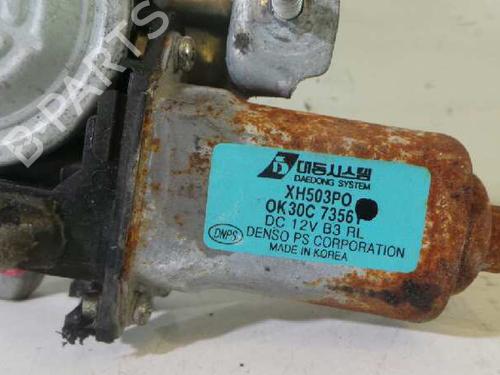 대동시스템
DAEDONG SYSTEM
XH503PO
OK30C 7356
DC 12V B3 RL
DNPS DENSO PS CORPORATION
MADE IN KOREA
B-PARTS